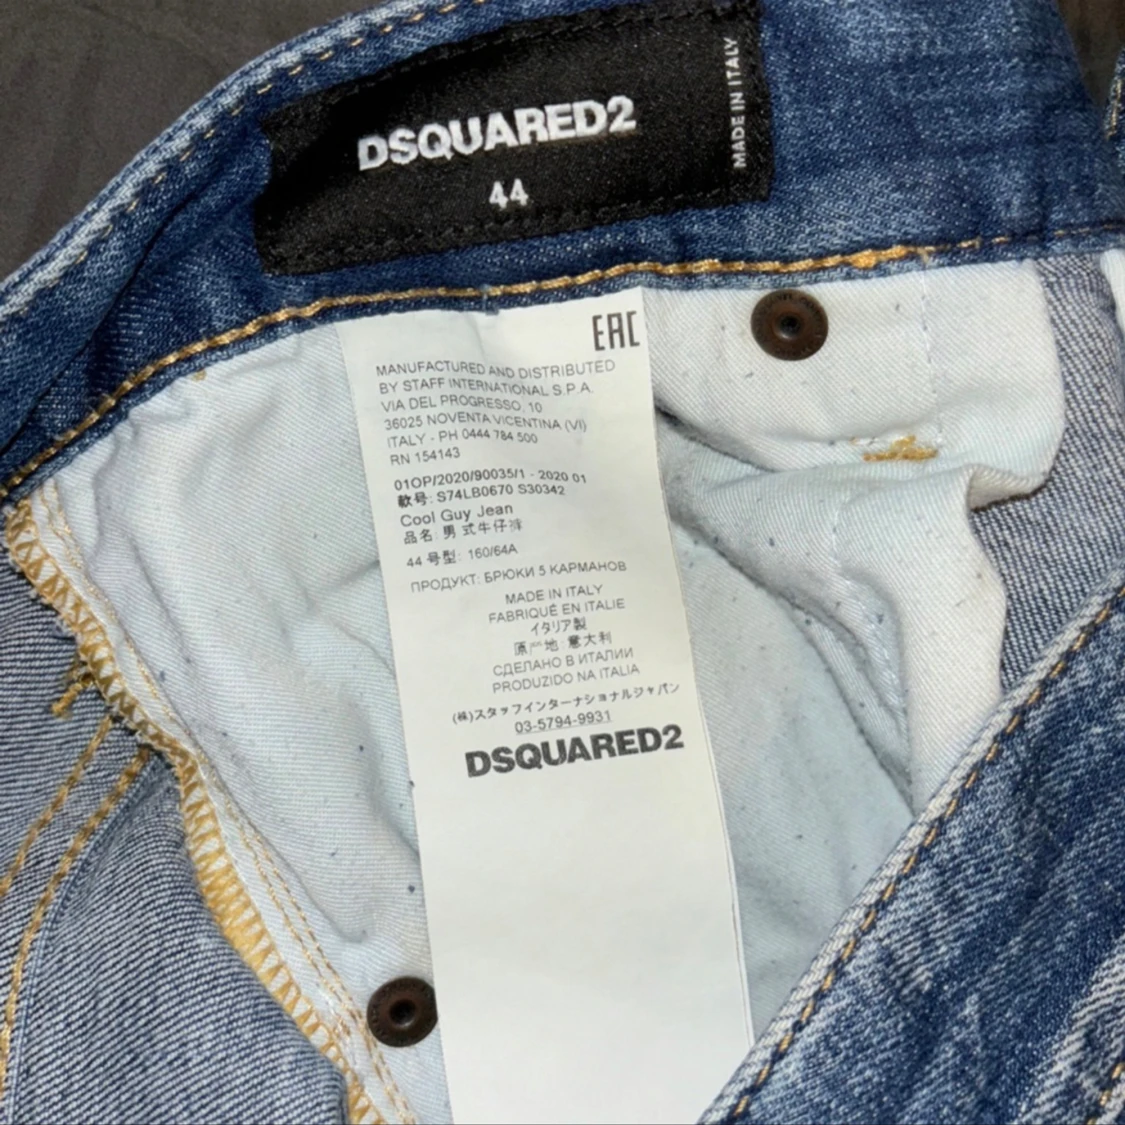 DSQUARED2
44
MADE IN ITALY
EAC
MANUFACTURED AND DISTRIBUTED
BY STAFF INTERNATIONAL S.P.A.
VIA DEL PROGRESSO, 10
36025 NOVENTA VICENTINA (VI)
ITALY - PH 0444 784 500
RN 154143
01OP/2020/90035/1 - 2020 01
款号: S74LB0670 S30342
Cool Guy Jean
品名: 男式牛仔裤
44 号型: 160/64A
ПРОДУКТ: БРЮКИ 5 КАРМАНОВ
MADE IN ITALY
FABRIQUÉ EN ITALIE
イタリア製
原产地 意大利
СДЕЛАНО В ИТАЛИИ
PRODUZIDO NA ITALIA
(株)スタッフインターナショナルジャパン
03-5794-9931
DSQUARED2